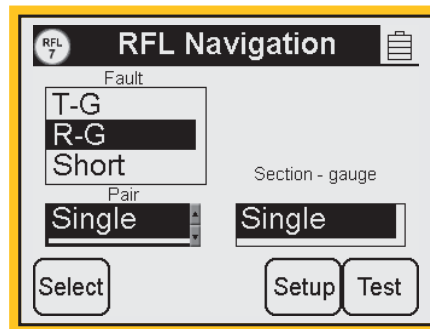 RFL
7
RFL Navigation
Fault
T-G
R-G
Short
Pair
Single
Section - gauge
Single
Select
Setup
Test